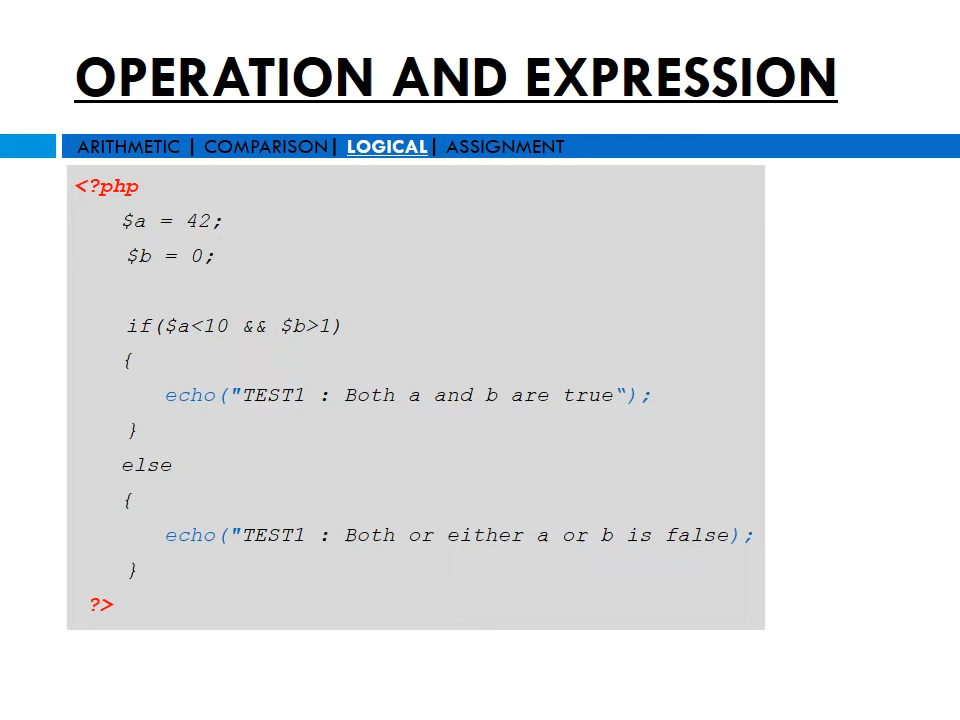 OPERATION AND EXPRESSION
ARITHMETIC | COMPARISON| LOGICAL| ASSIGNMENT
<?php
$a = 42;
$b = 0;
if($a<10 && $b>1)
{
echo("TEST1 : Both a and b are true“);
}
else
{
echo("TEST1 : Both or either a or b is false);
}
?>